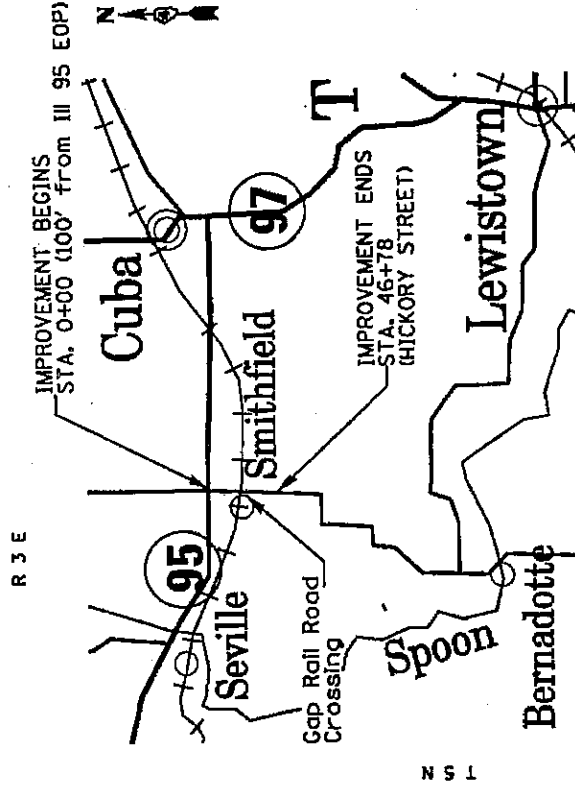 R 3 E
IMPROVEMENT BEGINS
STA. 0+00 (100' from Ill 95 EOP)
N
Cuba
95
97
Seville
Smithfield
T
Gap Rail Road
Crossing
IMPROVEMENT ENDS
STA. 46+78
(HICKORY STREET)
Spoon
Lewistown
Bernadotte
T 5 N